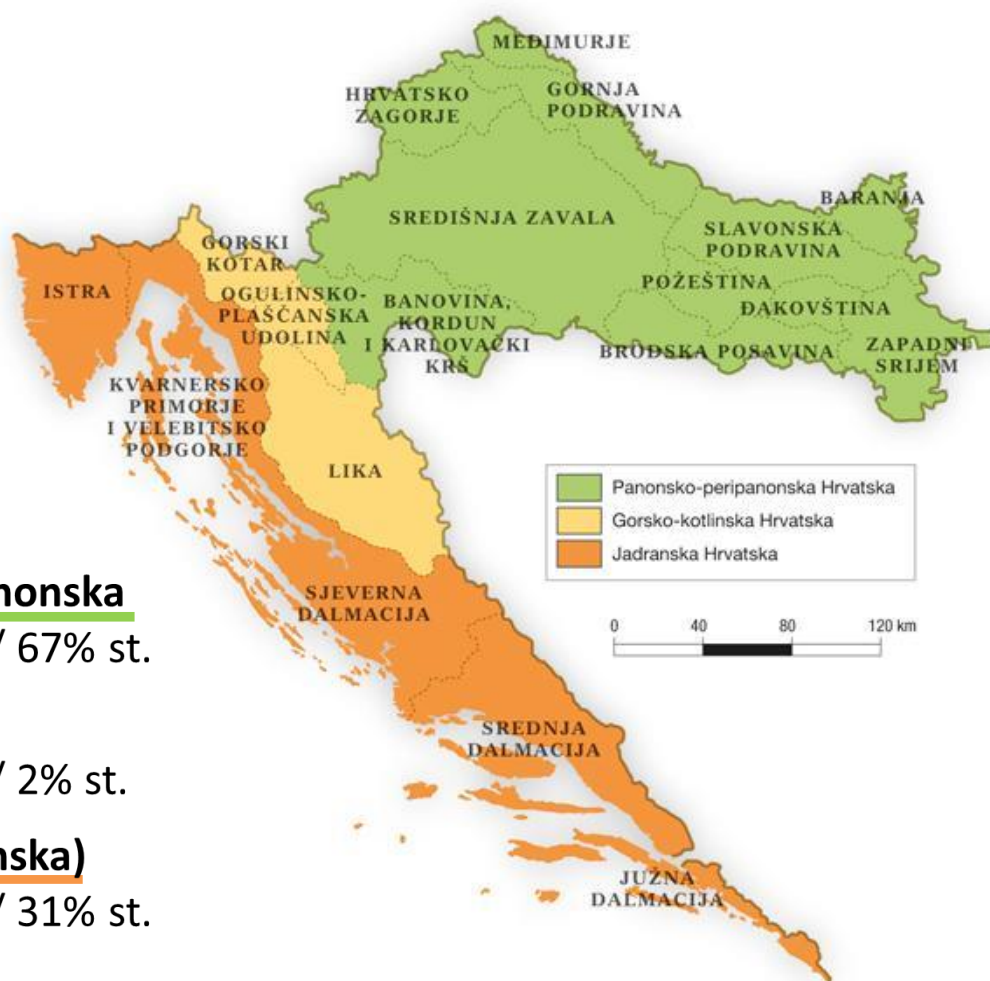 MEĐIMURJE
HRVATSKO
ZAGORJE
GORNJA
PODRAVINA
BARANJA
SREDIŠNJA ZAVALA
SLAVONSKA
PODRAVINA
GORSKI
KOTAR
ISTRA
OGULINSKO-
PLAŠČANSKA
UDOLINA
BANOVINA,
KORDUN
I KARLOVAČKI
KRŠ
POŽEŠTINA
ĐAKOVŠTINA
BRODSKA POSAVINA
ZAPADNI
SRIJEM
KVARNERSKO
PRIMORJE
I VELEBITSKO
PODGORJE
LIKA
Panonsko-peripanonska Hrvatska
Gorsko-kotlinska Hrvatska
Jadranska Hrvatska
0 40 80 120 km
SJEVERNA
DALMACIJA
SREDNJA
DALMACIJA
JUŽNA
DALMACIJA
nonska
/ 67% st.
/ 2% st.
nska)
/ 31% st.